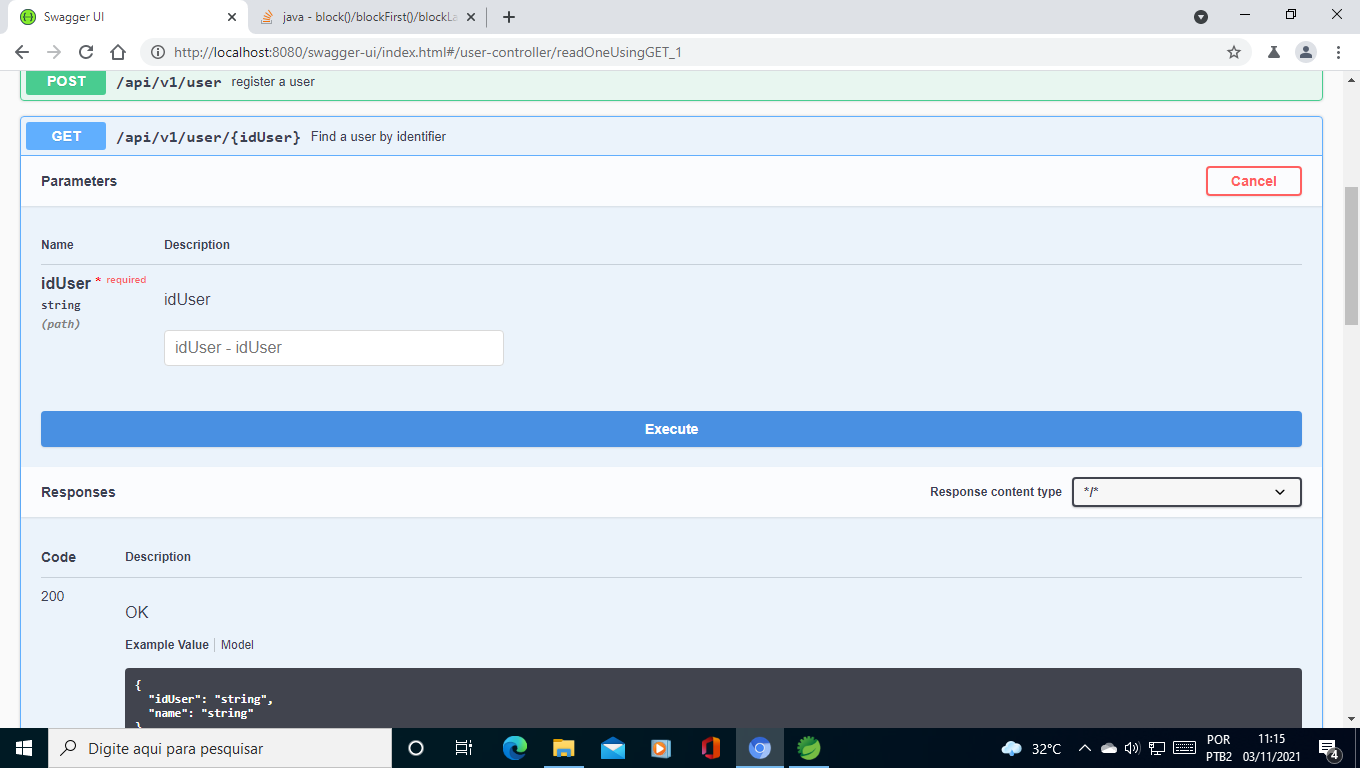 Swagger UI
java - block()/blockFirst()/blockLa
http://localhost:8080/swagger-ui/index.html#/user-controller/readOneUsingGET_1
POST /api/v1/user register a user
GET /api/v1/user/{idUser} Find a user by identifier
Parameters
Cancel
Name Description
idUser * required
string
(path)
idUser
idUser - idUser
Execute
Responses
Response content type */*
Code Description
200
OK
Example Value Model
{
"idUser": "string",
"name": "string"
}
Digite aqui para pesquisar
32°C
POR
PTB2
11:15
03/11/2021
4